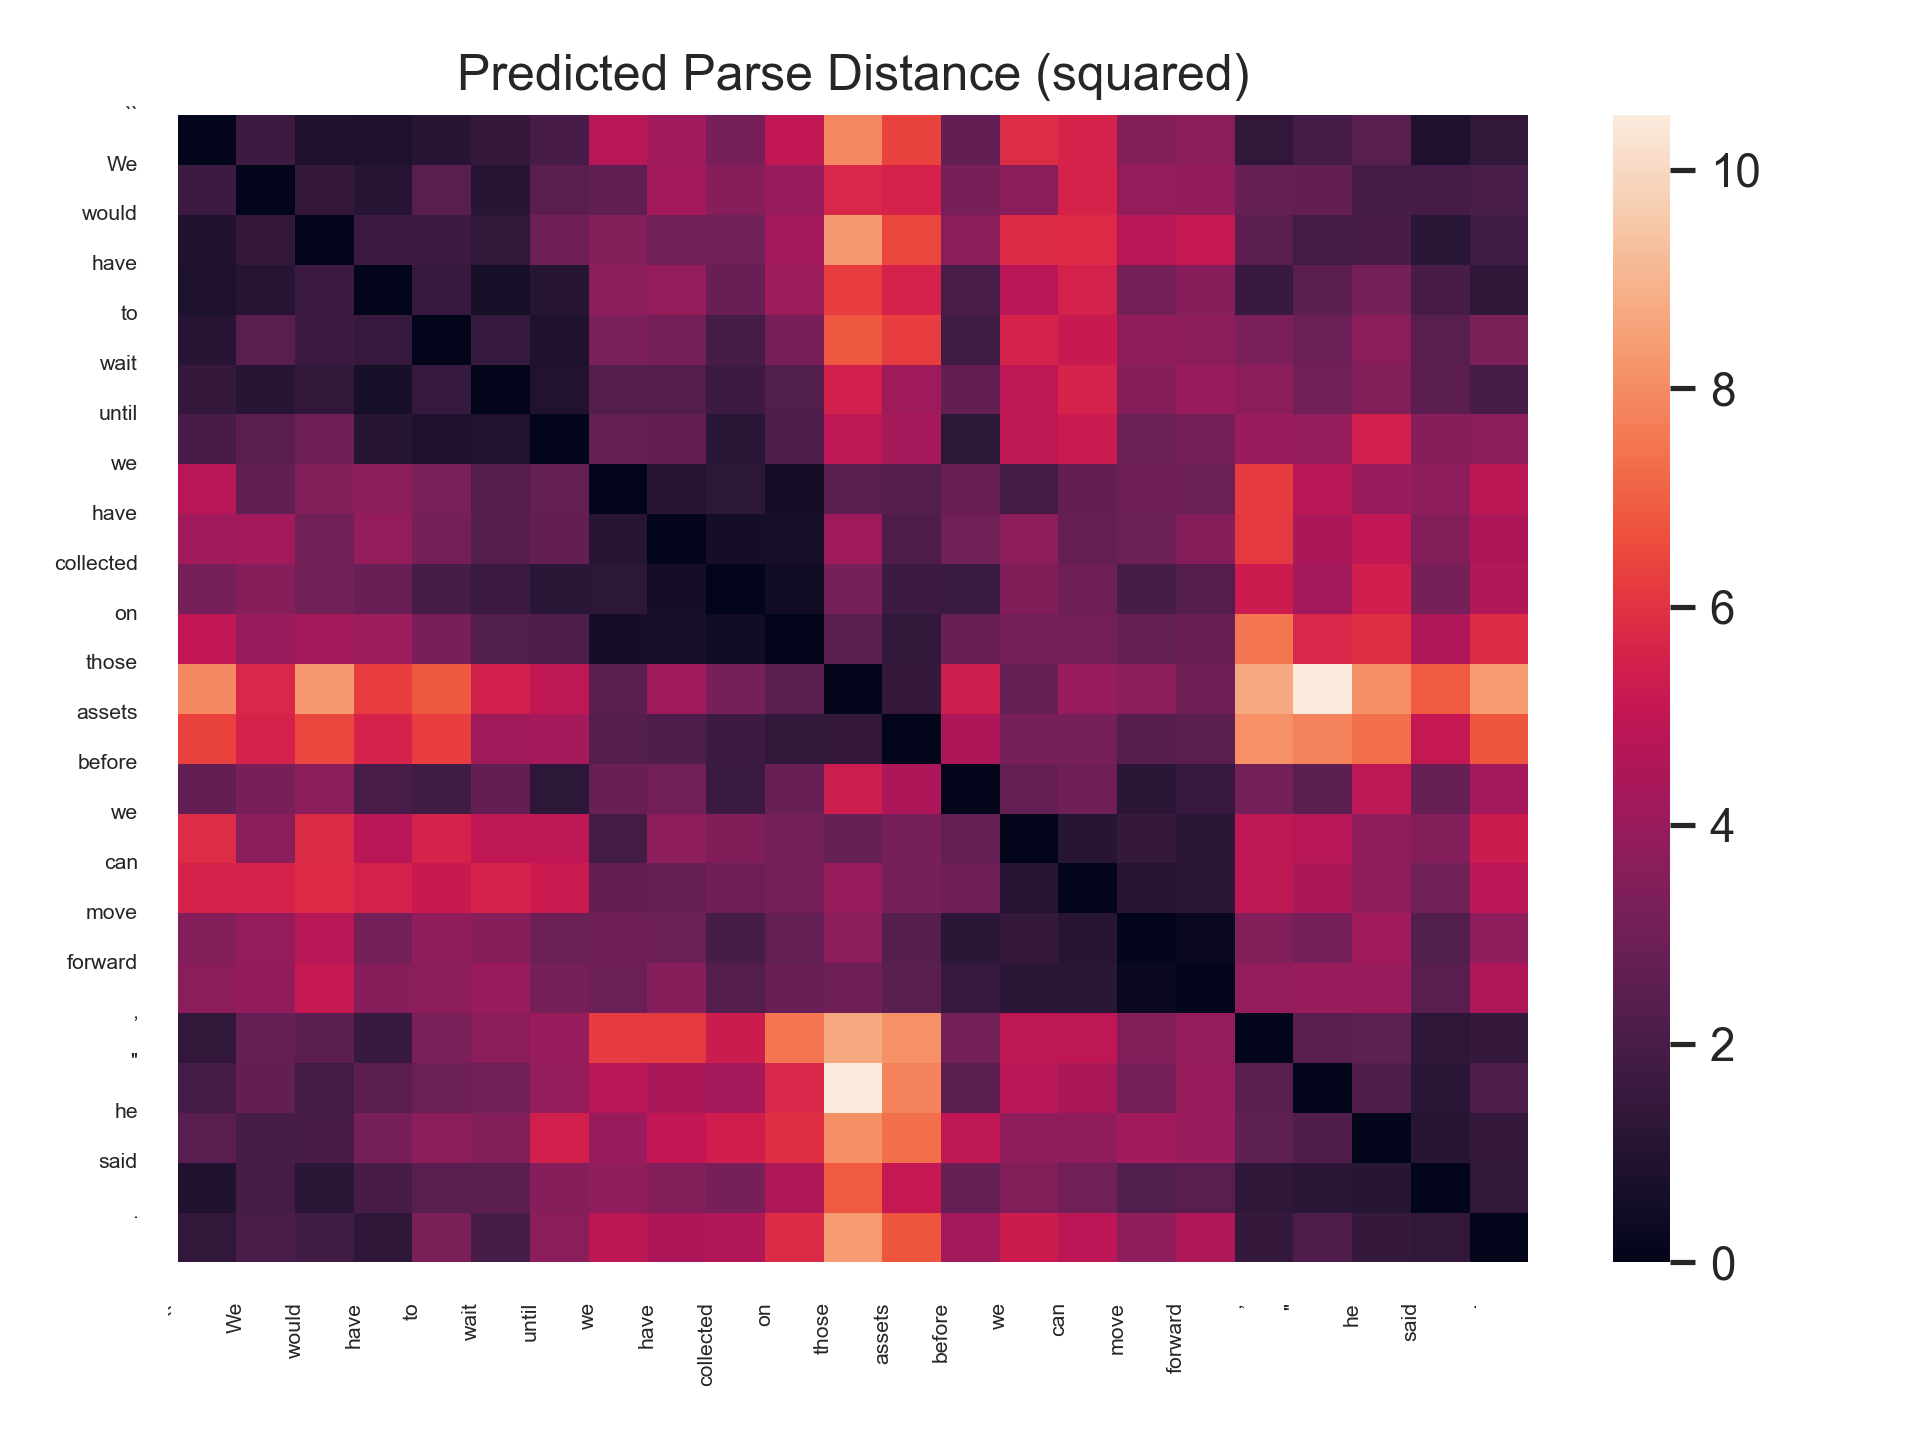 Predicted Parse Distance (squared)
``
We
would
have
to
wait
until
we
have
collected
on
those
assets
before
we
can
move
forward
,
''
he
said
.
10
8
6
4
2
0
`` We would have to wait until we have collected on those assets before we can move forward , '' he said .